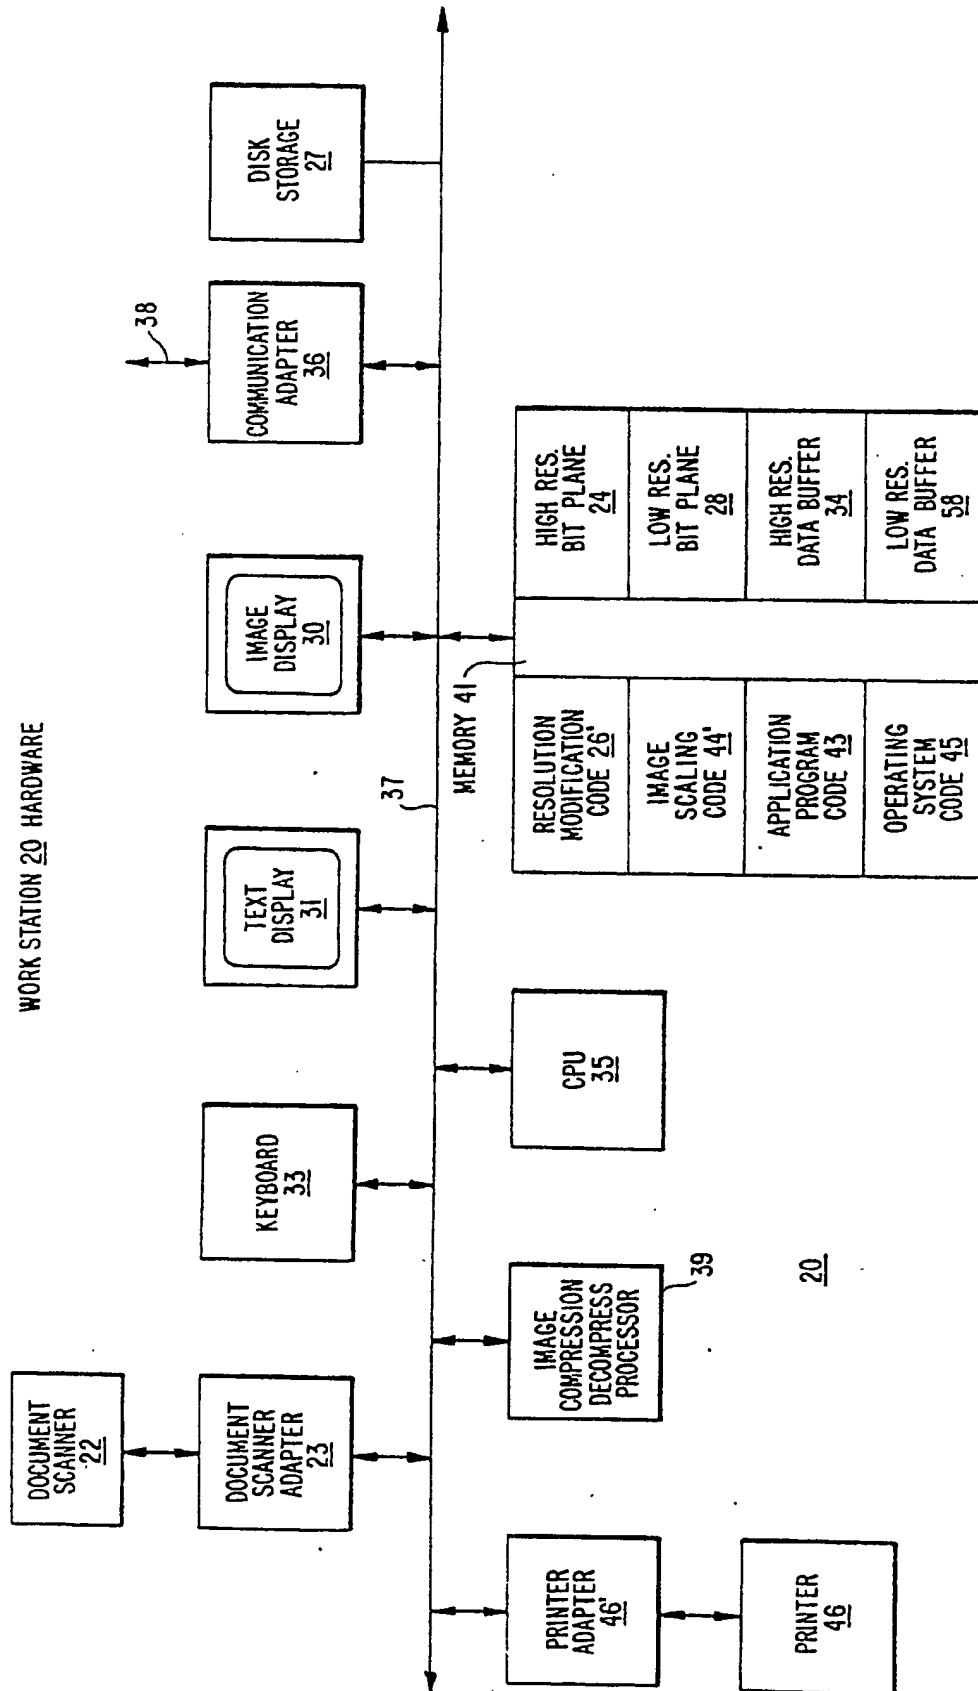 WORK STATION 20 HARDWARE
DOCUMENT
SCANNER
22
DOCUMENT
SCANNER
ADAPTER
23
KEYBOARD
33
TEXT
DISPLAY
31
IMAGE
DISPLAY
30
COMMUNICATION
ADAPTER
36
38
DISK
STORAGE
27
37
PRINTER
ADAPTER
46'
PRINTER
46
IMAGE
COMPRESSION
DECOMPRESS
PROCESSOR
39
CPU
35
20
MEMORY 41
RESOLUTION
MODIFICATION
CODE 26'
IMAGE
SCALING
CODE 44'
APPLICATION
PROGRAM
CODE 43
OPERATING
SYSTEM
CODE 45
HIGH RES.
BIT PLANE
24
LOW RES.
BIT PLANE
28
HIGH RES.
DATA BUFFER
34
LOW RES.
DATA BUFFER
58